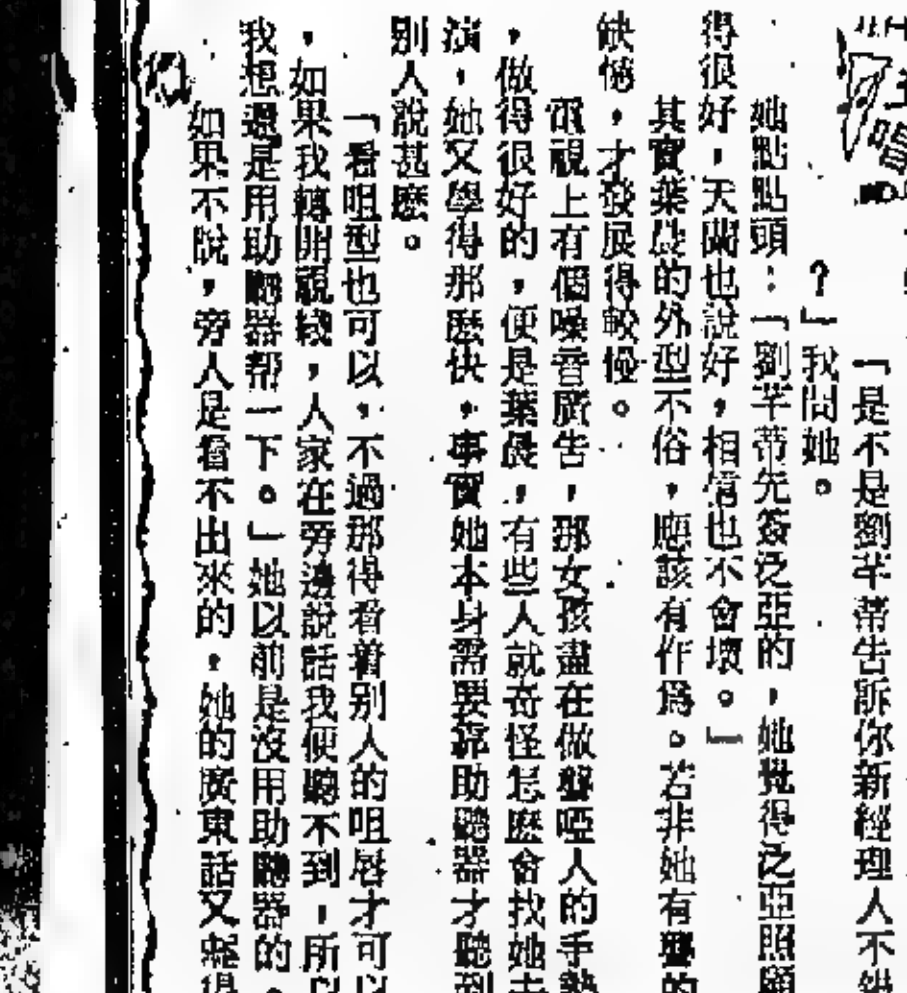 「是不是劉芊蒂告訴你新經理人不錯
？」我問她。
她點點頭：「劉芊蒂先簽泛亞的，她覺得泛亞照顧
得很好，天蘭也說好，相信也不會壞。」
其實葉晨的外型不俗，應該有作爲。若非她有聾的
缺憾，才發展得較慢。
電視上有個噪音廣告，那女孩盡在做聾啞人的手勢
，做得很好的，便是葉晨，有些人就奇怪怎麽會找她去
演，她又學得那麽快，事實她本身需要靠助聽器才聽到
別人說甚麽。
「看咀型也可以，不過那得看着別人的咀唇才可以
，如果我轉開視綫，人家在旁邊說話我便聽不到，所以
我想還是用助聽器帮一下。」她以前是沒用助聽器的。
如果不說，旁人是看不出來的，她的廣東話又